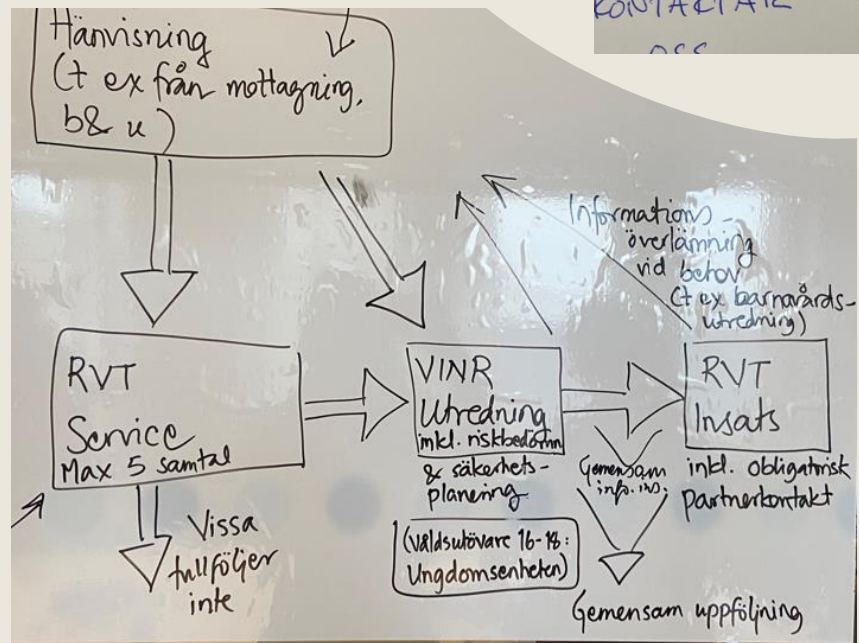 KONTAKTAR
OSS
Hänvisning
(t ex från mottagning,
b& u)
Informations-
överlämning
vid behov
(t ex barnavårds-
utredning)
RVT
Service
Max 5 samtal
VINR
Utredning
inkl. riskbedömn
& säkerhets-
planering
(Våldsutövare 16-18:
Ungdomsenheten)
RVT
Insats
inkl. obligatorisk
partnerkontakt
Gemensam
info.
Vissa
fullföljer
inte
Gemensam uppföljning